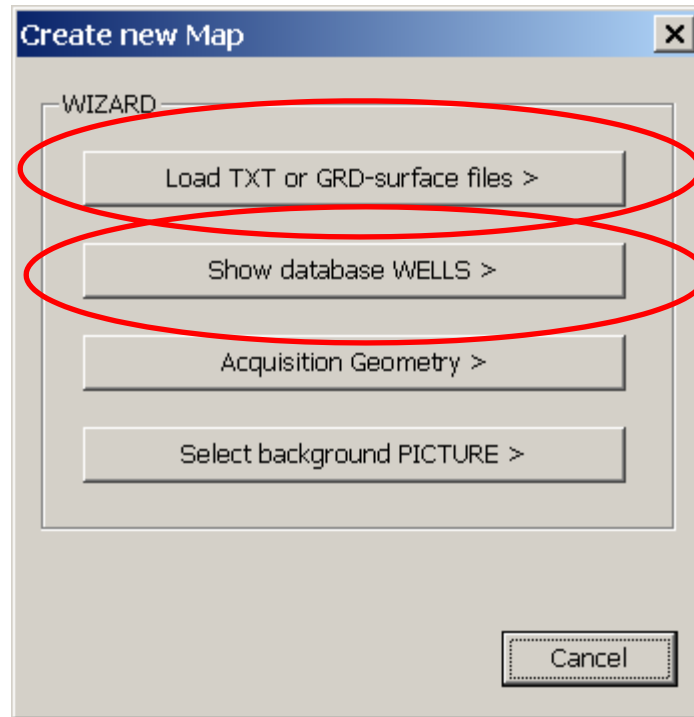 Create new Map
WIZARD
Load TXT or GRD-surface files >
Show database WELLS >
Acquisition Geometry >
Select background PICTURE >
Cancel